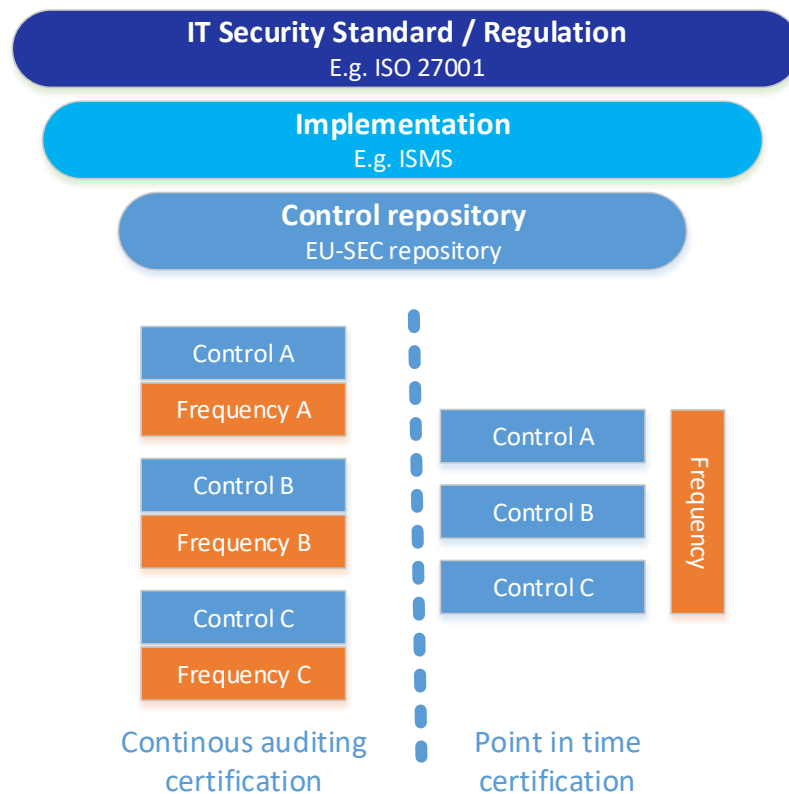 IT Security Standard / Regulation
E.g. ISO 27001
Implementation
E.g. ISMS
Control repository
EU-SEC repository
Control A
Frequency A
Control B
Frequency B
Control C
Frequency C
Continous auditing
certification
Control A
Control B
Control C
Frequency
Point in time
certification